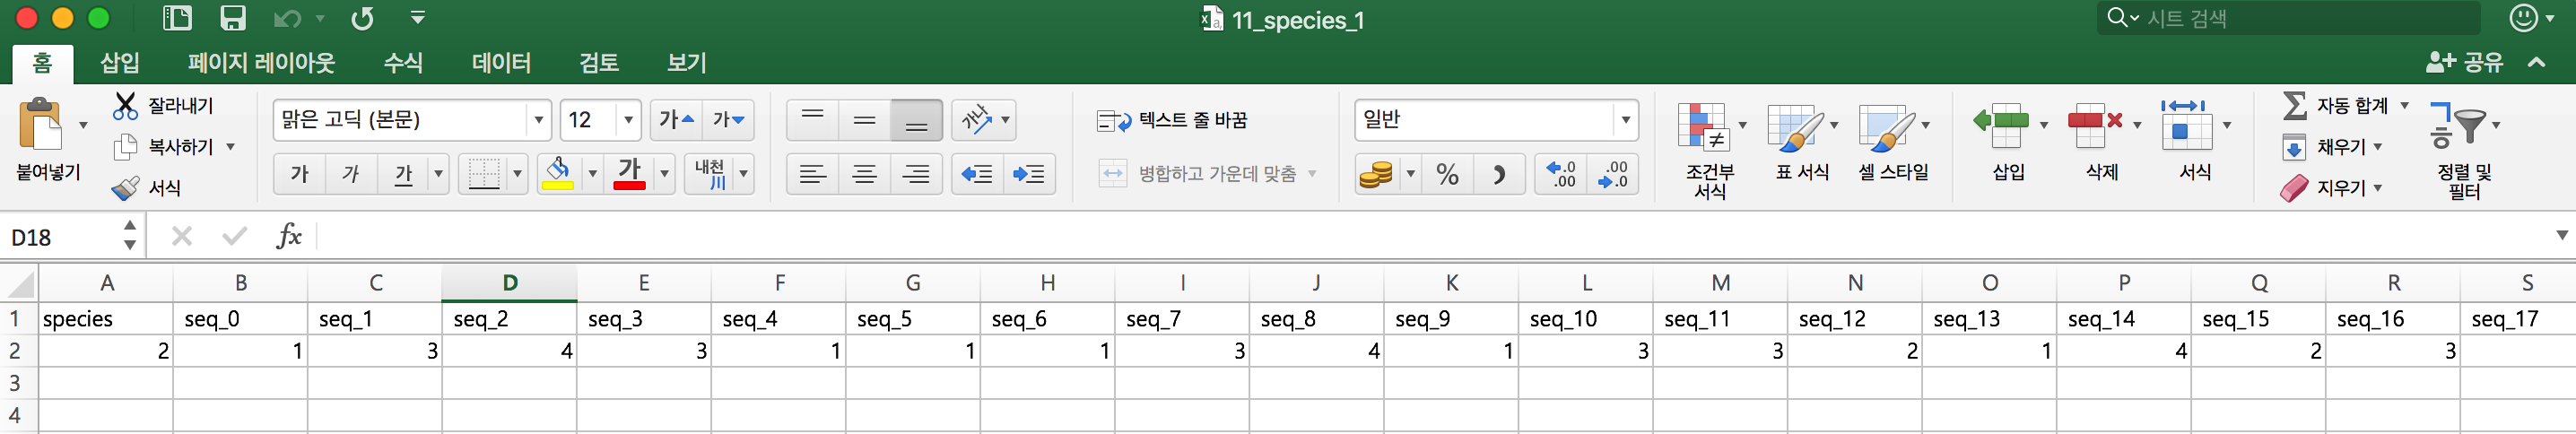 11_species_1
시트 검색
홈 삽입 페이지 레이아웃 수식 데이터 검토 보기 공유
붙여넣기
잘라내기
복사하기
서식
맑은 고딕 (본문) 12 가 가
가 가 가 가 내천 川
텍스트 줄 바꿈
병합하고 가운데 맞춤
일반
% .0 .00 .00 .0
조건부 서식
표 서식
셀 스타일
삽입
삭제
서식
자동 합계
채우기
지우기
정렬 및 필터
D18 fx
A B C D E F G H I J K L M N O P Q R S
1 species seq_0 seq_1 seq_2 seq_3 seq_4 seq_5 seq_6 seq_7 seq_8 seq_9 seq_10 seq_11 seq_12 seq_13 seq_14 seq_15 seq_16 seq_17
2 2 1 3 4 3 1 1 1 3 4 1 3 3 2 1 4 2 3
3
4